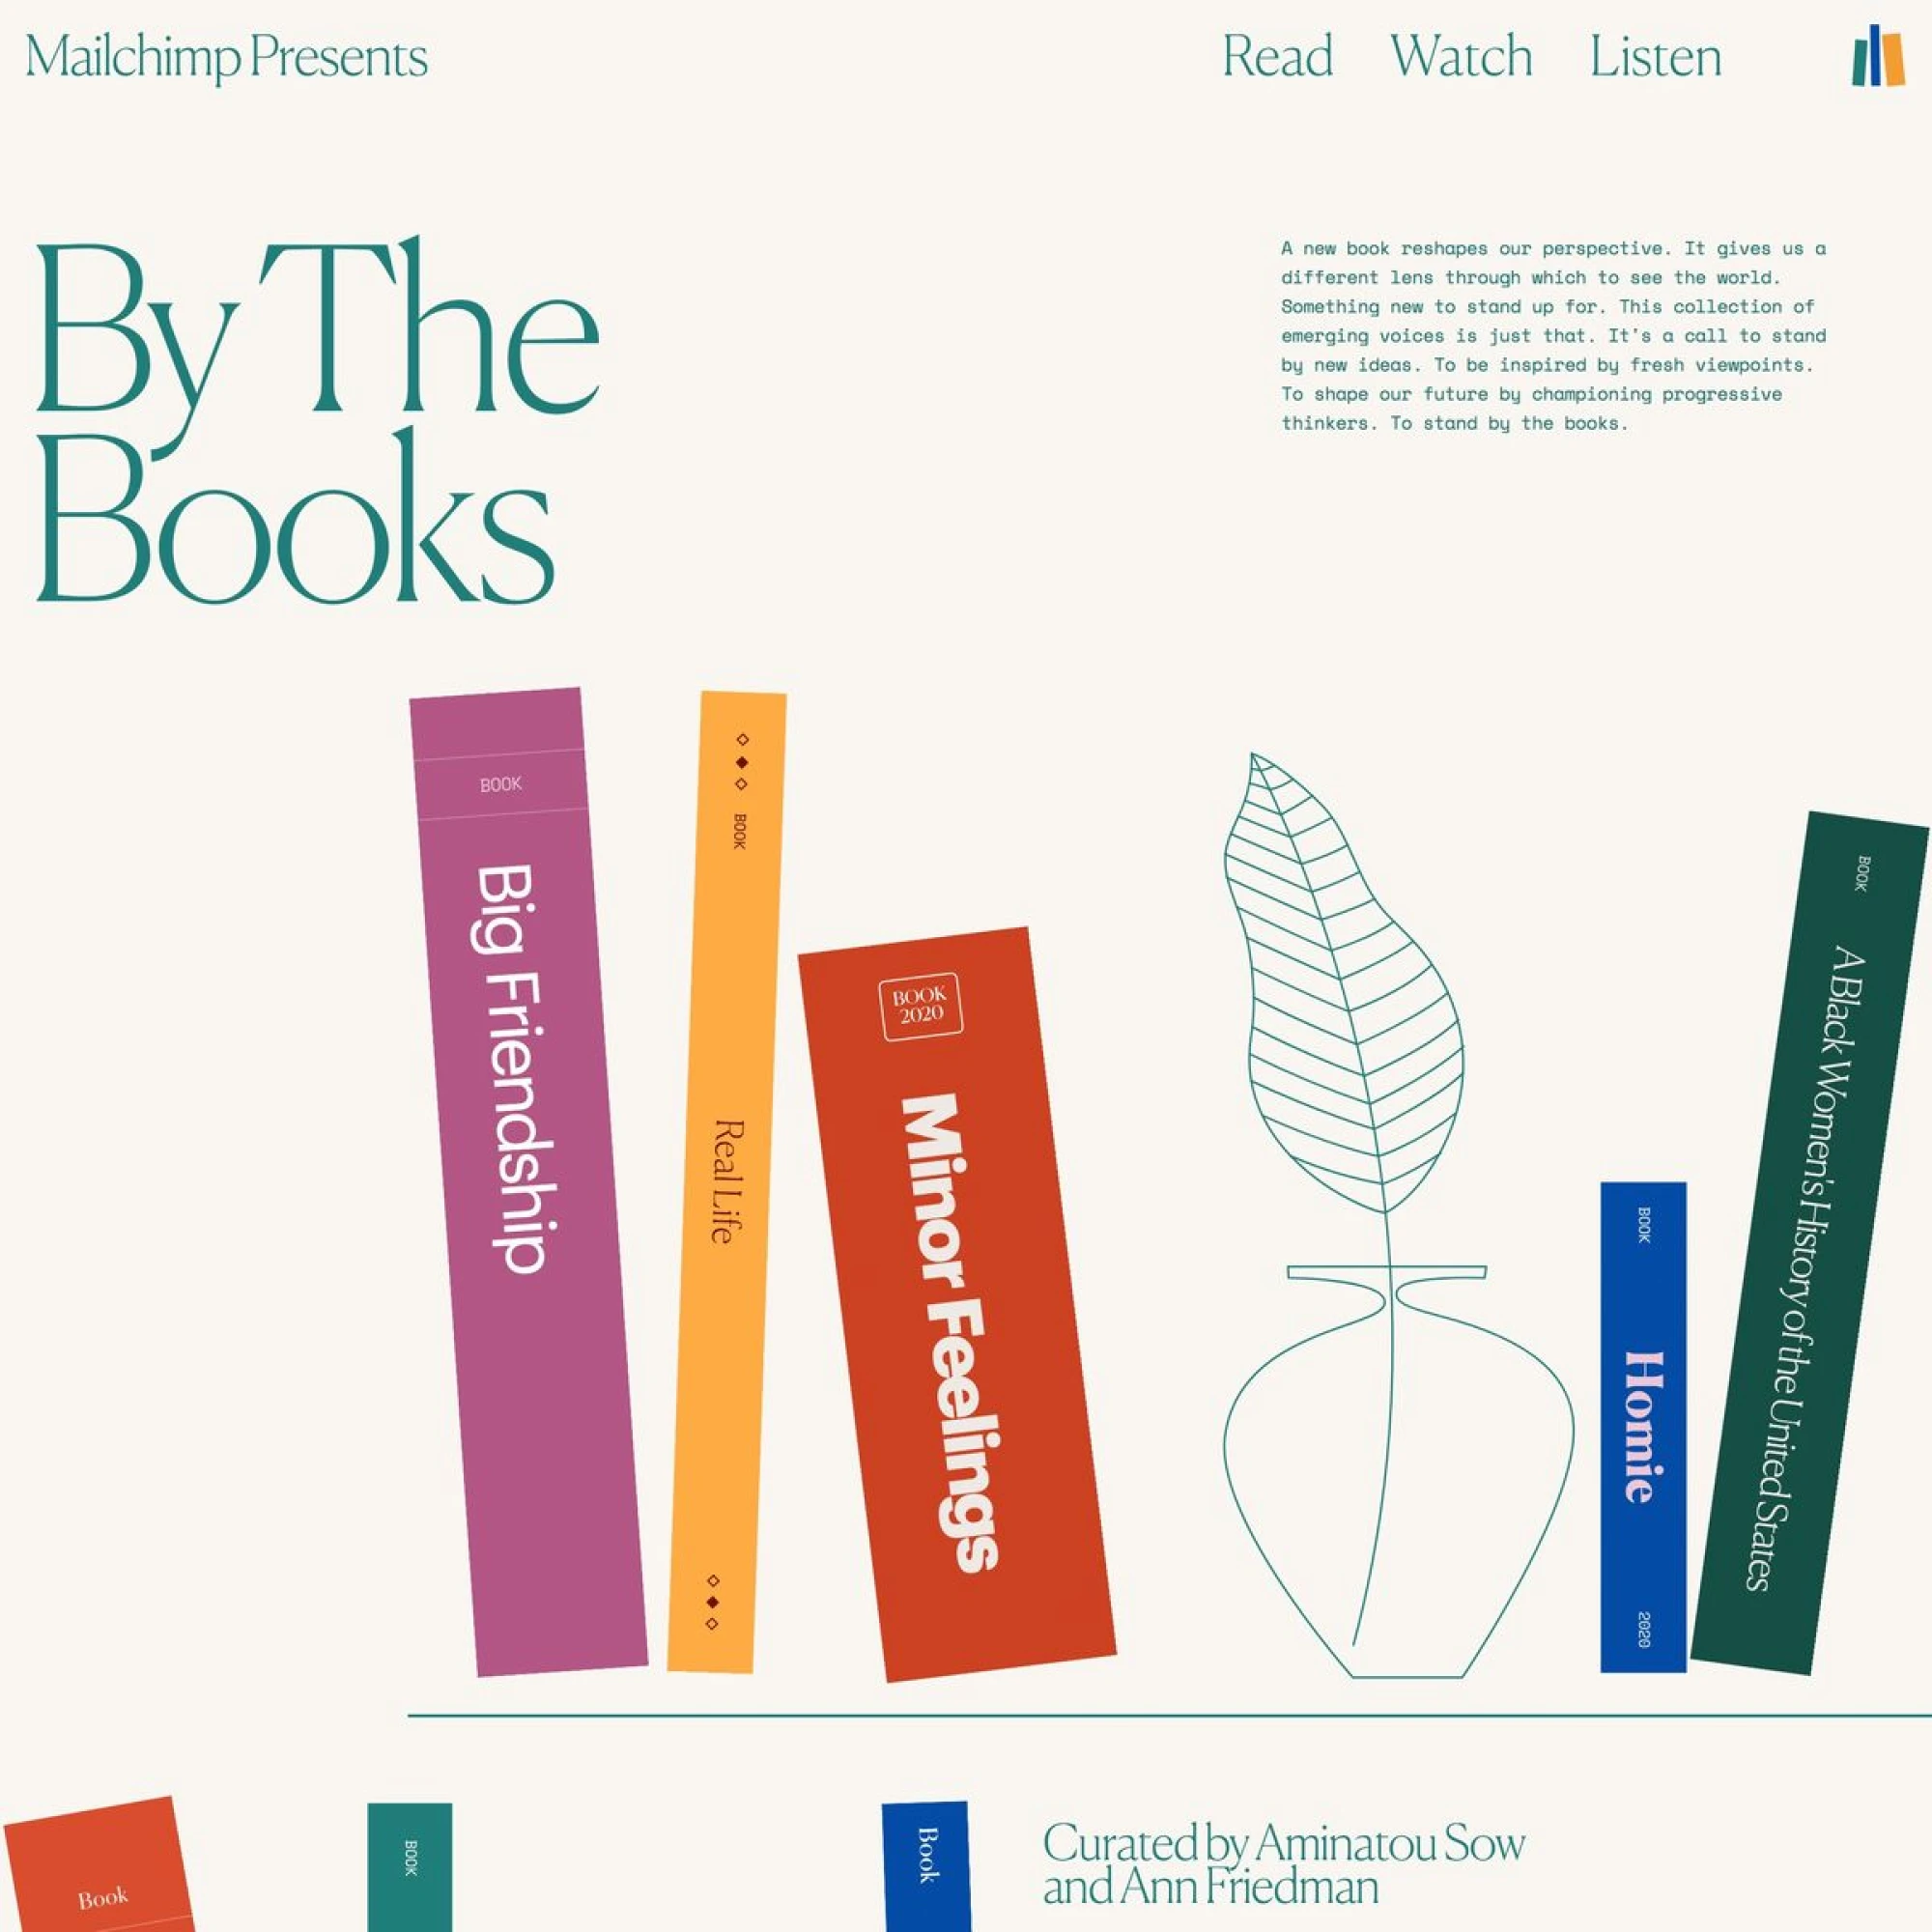 Mailchimp Presents
Read
Watch
Listen
By The
Books
A new book reshapes our perspective. It gives us a
different lens through which to see the world.
Something new to stand up for. This collection of
emerging voices is just that. It's a call to stand
by new ideas. To be inspired by fresh viewpoints.
To shape our future by championing progressive
thinkers. To stand by the books.
BOOK
Big Friendship
BOOK
Real Life
BOOK
2020
Minor Feelings
BOOK
Homie
2020
BOOK
A Black Women's History of the United States
Book
BOOK
Book
Curated by Aminatou Sow
and Ann Friedman